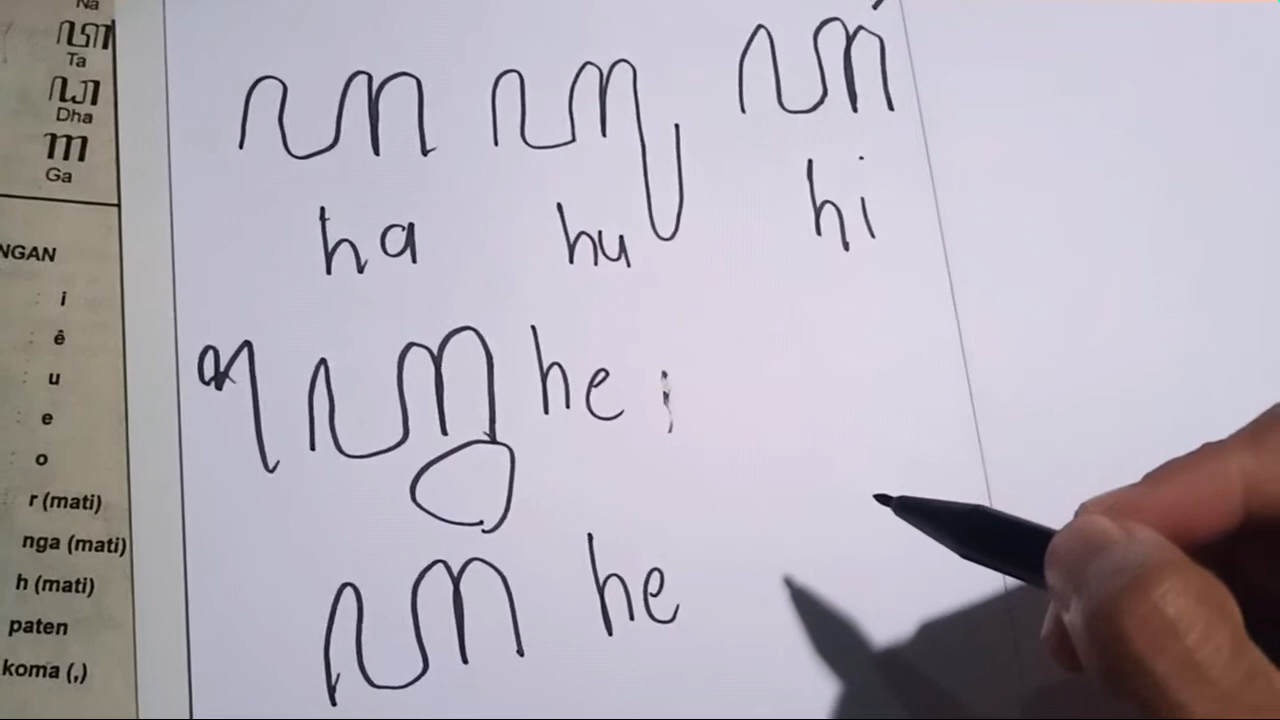 Na
ꦠ
Ta
ꦝ
Dha
ꦒ
Ga
NGAN
: i
: ê
: u
: e
: o
r (mati)
nga (mati)
h (mati)
paten
koma (,)
ꦲ ꦲꦸ ꦲꦶ
ha hu hi
ꦲꦺ he ;
ꦲ he